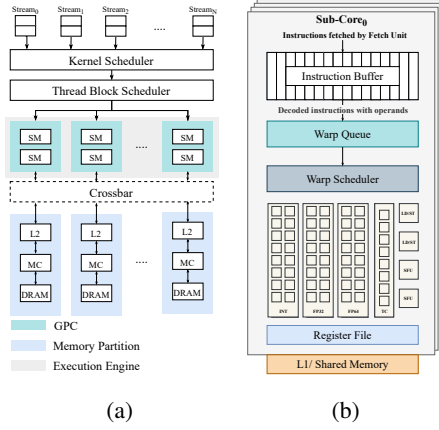 Stream0 Stream1 Stream2 .... StreamN
Kernel Scheduler
Thread Block Scheduler
SM SM .... SM
SM SM SM
Crossbar
L2 L2 .... L2
MC MC MC
DRAM DRAM DRAM
GPC
Memory Partition
Execution Engine
(a)
Sub-Core0
Instructions fetched by Fetch Unit
Instruction Buffer
Decoded instructions with operands
Warp Queue
Warp Scheduler
LD/ST
LD/ST
SFU
SFU
INT FP32 FP64 TC
Register File
L1/ Shared Memory
(b)